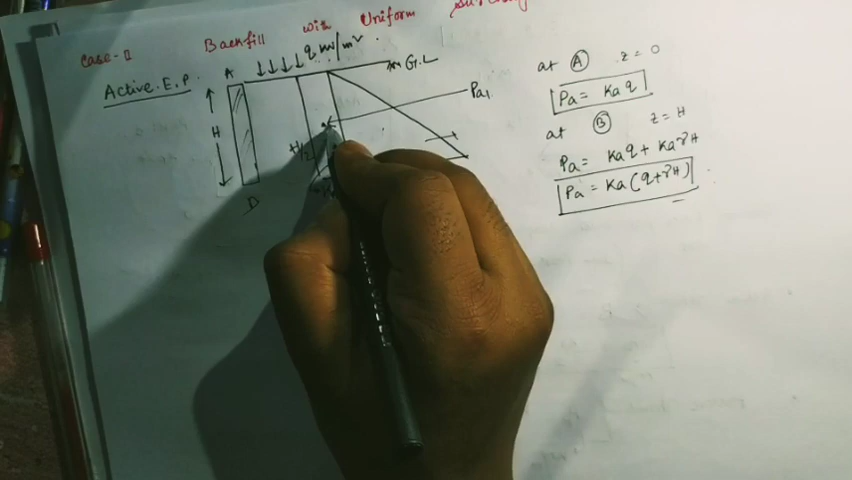 Case-II Backfill with Uniform
Active.E.P.
q kN/m²
G.L
A
H
H/2
Pa₁
at Ⓐ z = 0
Pa = Ka q
at Ⓑ z = H
Pa = Ka q + Ka γ H
Pa = Ka (q + γH)